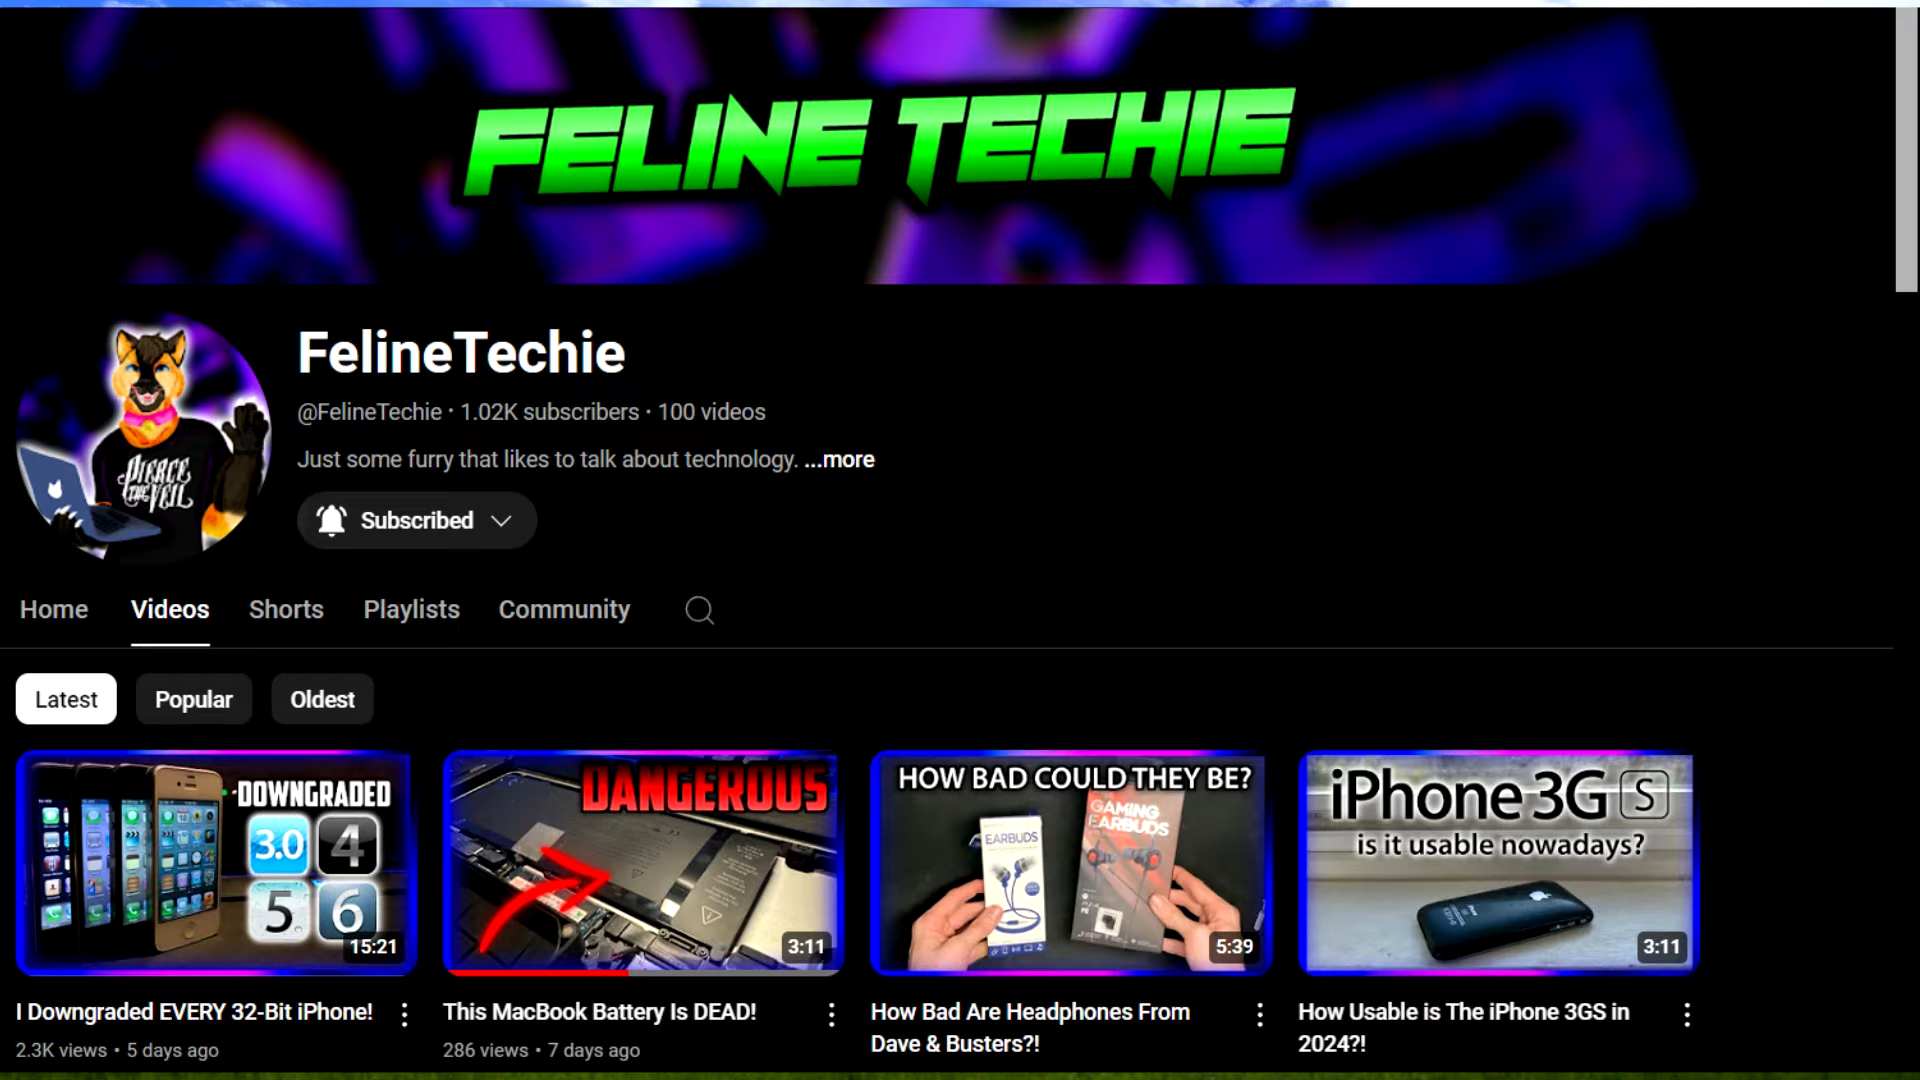 FELINE TECHIE
FelineTechie
@FelineTechie · 1.02K subscribers · 100 videos
Just some furry that likes to talk about technology. ...more
PIERCE
THE VEIL
Subscribed
Home Videos Shorts Playlists Community
Latest Popular Oldest
DOWNGRADED
3.0 4
5 6
15:21
DANGEROUS
3:11
HOW BAD COULD THEY BE?
EARBUDS
GAMING
EARBUDS
5:39
iPhone 3G S
is it usable nowadays?
3:11
I Downgraded EVERY 32-Bit iPhone!
2.3K views • 5 days ago
This MacBook Battery Is DEAD!
286 views • 7 days ago
How Bad Are Headphones From
Dave & Busters?!
How Usable is The iPhone 3GS in
2024?!